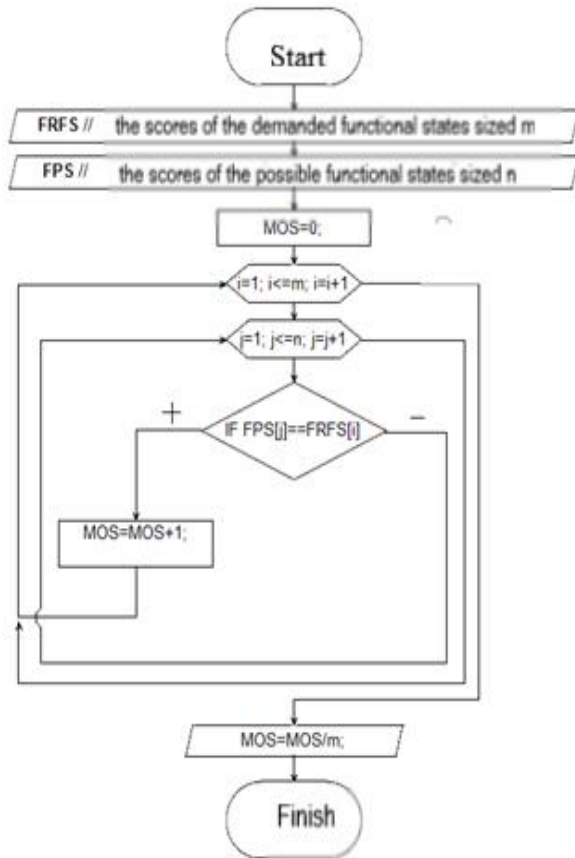 Start
FRFS // the scores of the demanded functional states sized m
FPS // the scores of the possible functional states sized n
MOS=0;
i=1; i<=m; i=i+1
j=1; j<=n; j=j+1
IF FPS[j]==FRFS[i]
+
−
MOS=MOS+1;
MOS=MOS/m;
Finish